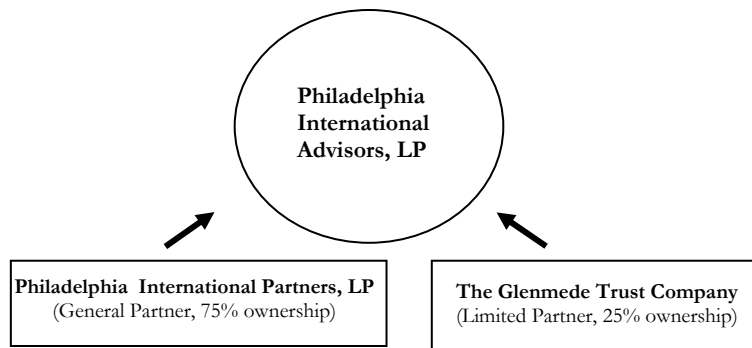 Philadelphia
International
Advisors, LP
Philadelphia International Partners, LP
(General Partner, 75% ownership)
The Glenmede Trust Company
(Limited Partner, 25% ownership)